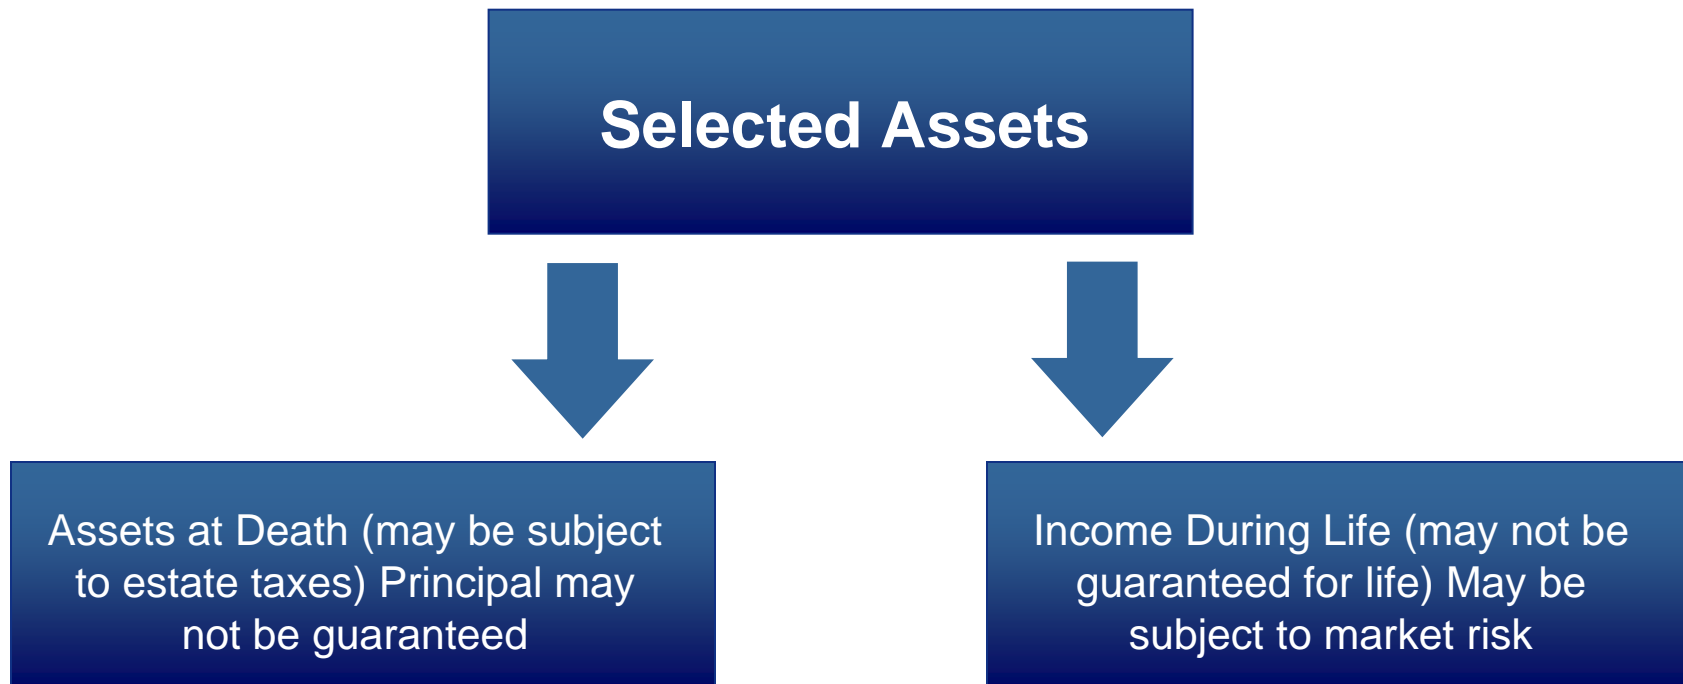 Selected Assets
Assets at Death (may be subject
to estate taxes) Principal may
not be guaranteed
Income During Life (may not be
guaranteed for life) May be
subject to market risk